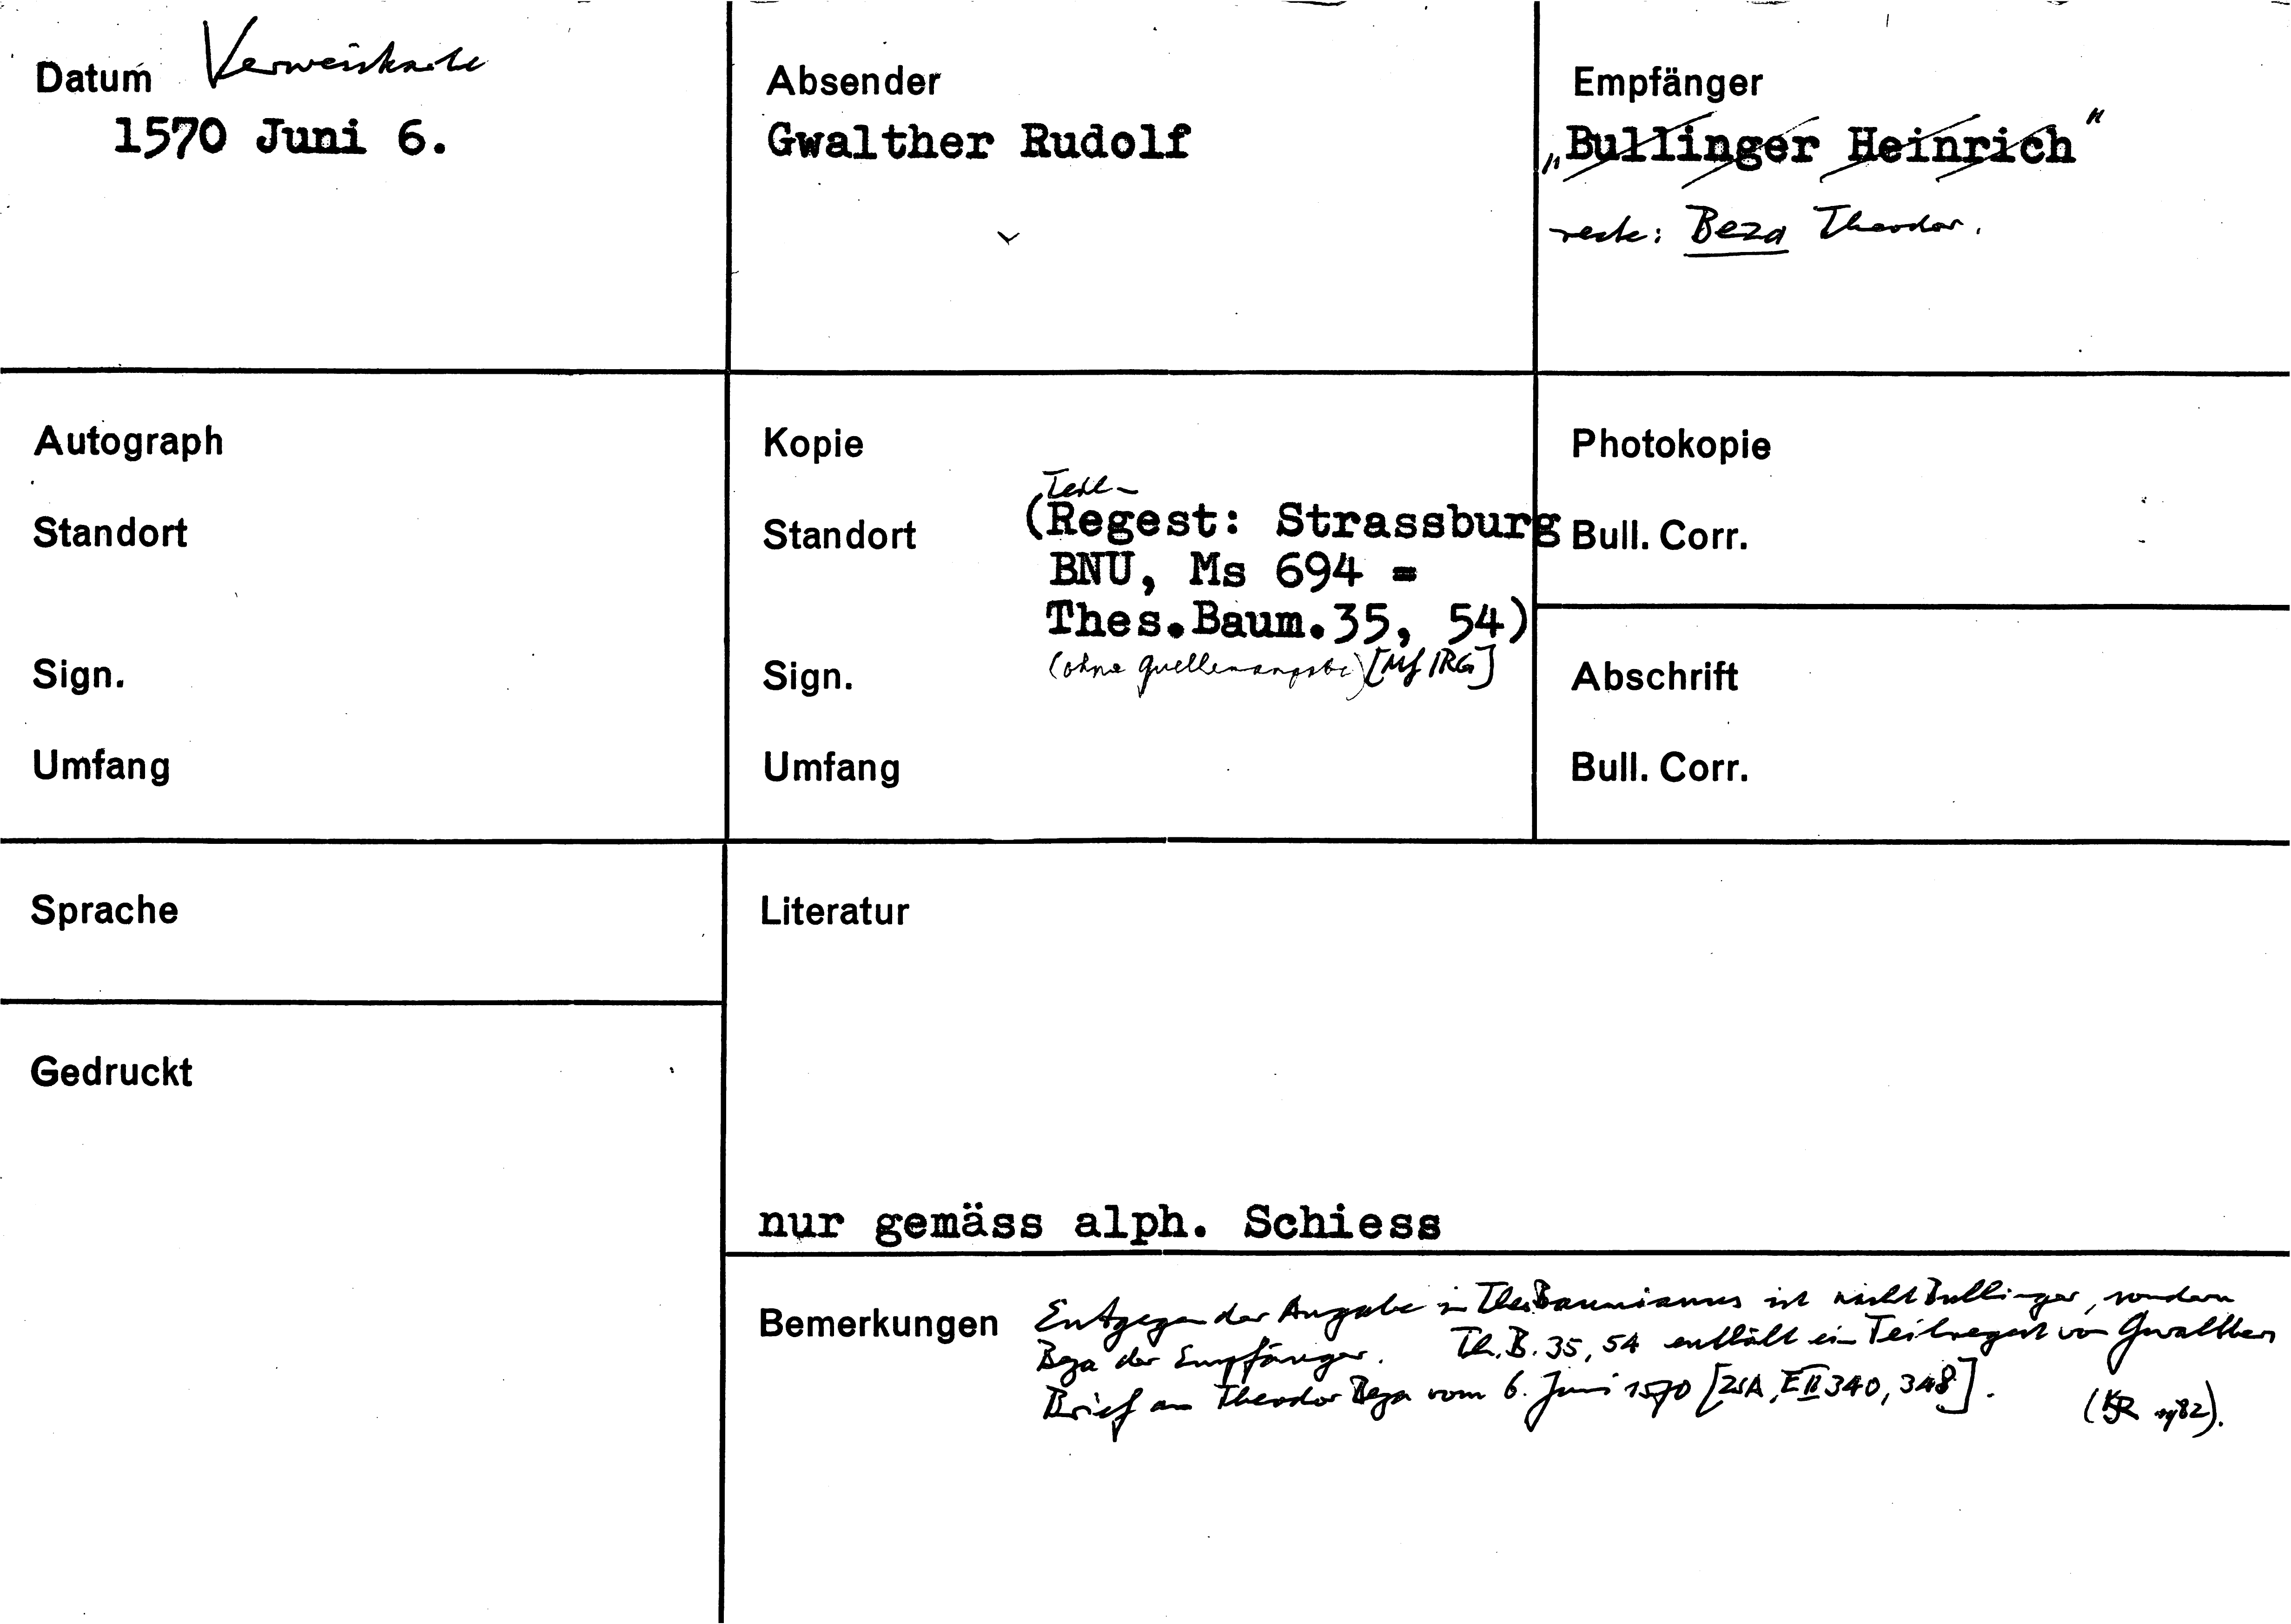 Datum Verweiskarte
1570 Juni 6.
Absender
Gwalther Rudolf
Empfänger
„Bullinger Heinrich“
recte: Beza Theodor.
Autograph
Standort
Sign.
Umfang
Kopie
Teil-
Standort (Regest: Strassburg
BNU, Ms 694 =
Thes.Baum.35, 54)
Sign. (ohne Quellenangabe) [Mf IRG]
Umfang
Photokopie
Bull. Corr.
Abschrift
Bull. Corr.
Sprache
Gedruckt
Literatur
nur gemäss alph. Schiess
Bemerkungen Entgegen der Angabe in Thes. Baumianus ist nicht Bullinger, sondern
Beza der Empfänger. Th. B. 35, 54 enthält ein Teilregest von Gwalthers
Brief an Theodor Beza vom 6. Juni 1570 [ZSA, E II 340, 348].